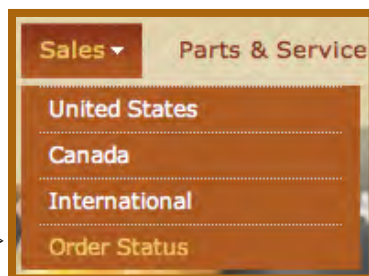 Sales Parts & Service
United States
Canada
International
Order Status